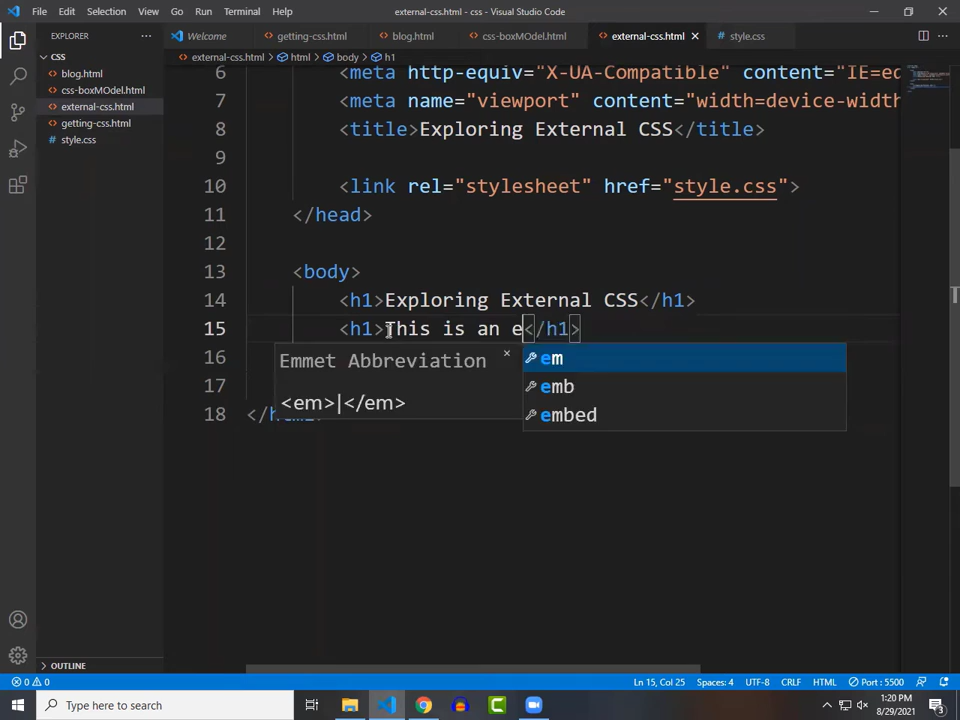 File Edit Selection View Go Run Terminal Help
external-css.html - css - Visual Studio Code
EXPLORER
Welcome
getting-css.html
blog.html
css-boxMOdel.html
external-css.html
style.css
external-css.html > html > body > h1
CSS
blog.html
css-boxMOdel.html
external-css.html
getting-css.html
style.css
6 <meta http-equiv="X-UA-Compatible" content="IE=ed
7 <meta name="viewport" content="width=device-width
8 <title>Exploring External CSS</title>
9
10 <link rel="stylesheet" href="style.css">
11 </head>
12
13 <body>
14 <h1>Exploring External CSS</h1>
15 <h1>This is an e</h1>
16
17
18
Emmet Abbreviation
<em>|</em>
em
emb
embed
OUTLINE
0 0
Ln 15, Col 25 Spaces: 4 UTF-8 CRLF HTML Port : 5500
Type here to search
1:20 PM
8/29/2021
3